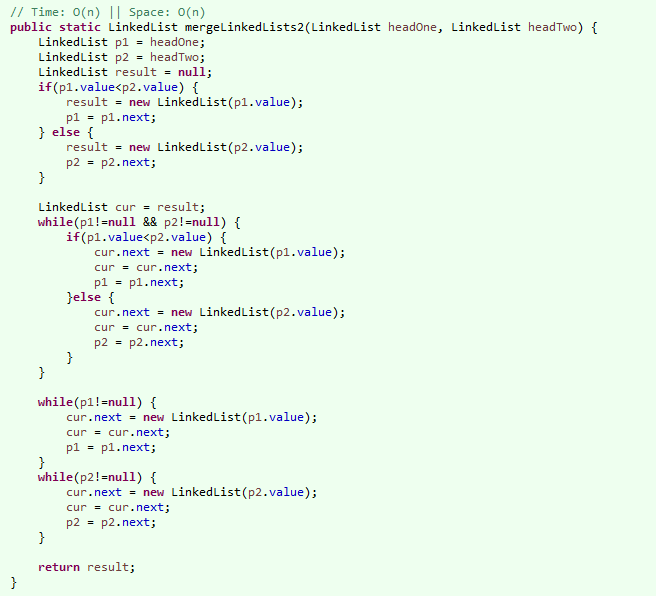 // Time: O(n) || Space: O(n)
public static LinkedList mergeLinkedLists2(LinkedList headOne, LinkedList headTwo) {
    LinkedList p1 = headOne;
    LinkedList p2 = headTwo;
    LinkedList result = null;
    if(p1.value<p2.value) {
        result = new LinkedList(p1.value);
        p1 = p1.next;
    } else {
        result = new LinkedList(p2.value);
        p2 = p2.next;
    }

    LinkedList cur = result;
    while(p1!=null && p2!=null) {
        if(p1.value<p2.value) {
            cur.next = new LinkedList(p1.value);
            cur = cur.next;
            p1 = p1.next;
        }else {
            cur.next = new LinkedList(p2.value);
            cur = cur.next;
            p2 = p2.next;
        }
    }

    while(p1!=null) {
        cur.next = new LinkedList(p1.value);
        cur = cur.next;
        p1 = p1.next;
    }
    while(p2!=null) {
        cur.next = new LinkedList(p2.value);
        cur = cur.next;
        p2 = p2.next;
    }

    return result;
}